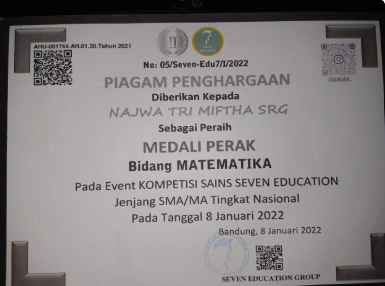 AHU-001764.AH.01.30.Tahun 2021
No: 05/Seven-Edu7/I/2022
PIAGAM PENGHARGAAN
Diberikan Kepada
NAJWA TRI MIFTHA SRG
Sebagai Peraih
MEDALI PERAK
Bidang MATEMATIKA
Pada Event KOMPETISI SAINS SEVEN EDUCATION
Jenjang SMA/MA Tingkat Nasional
Pada Tanggal 8 Januari 2022
Bandung, 8 Januari 2022
SEVEN EDUCATION GROUP